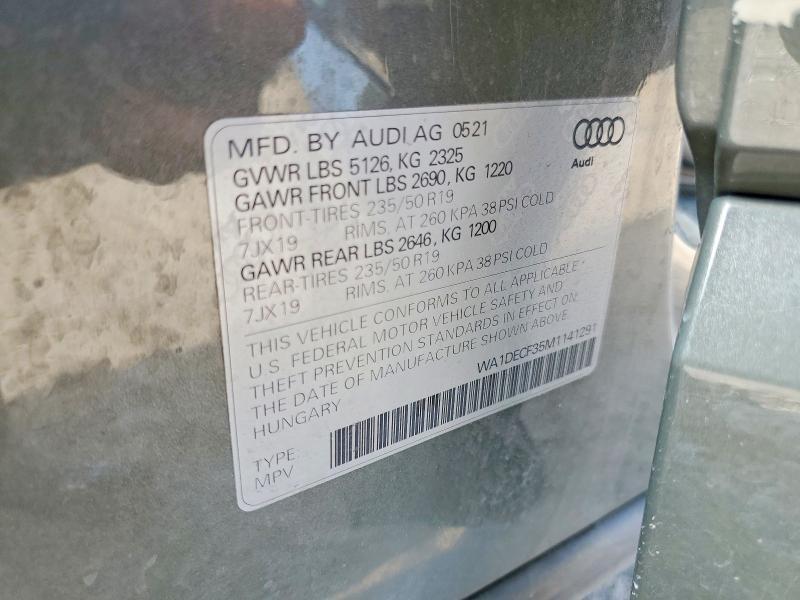 MFD. BY AUDI AG 0521
GVWR LBS 5126, KG 2325
GAWR FRONT LBS 2690, KG 1220
FRONT-TIRES 235/50 R19
7JX19 RIMS, AT 260 KPA 38 PSI COLD
GAWR REAR LBS 2646, KG 1200
REAR-TIRES 235/50 R19
7JX19 RIMS, AT 260 KPA 38 PSI COLD
THIS VEHICLE CONFORMS TO ALL APPLICABLE
U.S. FEDERAL MOTOR VEHICLE SAFETY AND
THEFT PREVENTION STANDARDS IN EFFECT ON
THE DATE OF MANUFACTURE SHOWN ABOVE.
HUNGARY
WA1DECF35M1141291
TYPE:
MPV
Audi